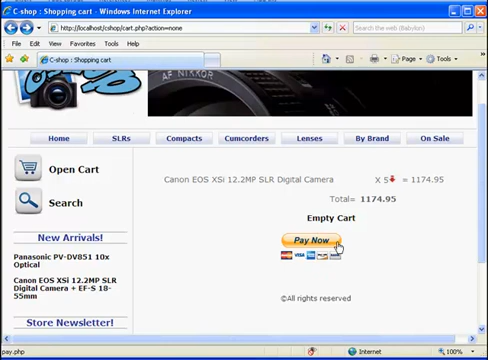 C-shop : Shopping cart - Windows Internet Explorer
http://localhost/cshop/cart.php?action=none
Search the web (Babylon)
File Edit View Favorites Tools Help
C-shop : Shopping cart
Page Tools
AF NIKKOR
Home SLRs Compacts Cumcorders Lenses By Brand On Sale
Open Cart
Canon EOS XSi 12.2MP SLR Digital Camera X 5 = 1174.95
Total= 1174.95
Search
Empty Cart
New Arrivals!
Pay Now
Panasonic PV-DV851 10x
Optical
VISA
Canon EOS XSi 12.2MP SLR
Digital Camera + EF-S 18-
55mm
©All rights reserved
Store Newsletter!
pay.php
Internet
100%